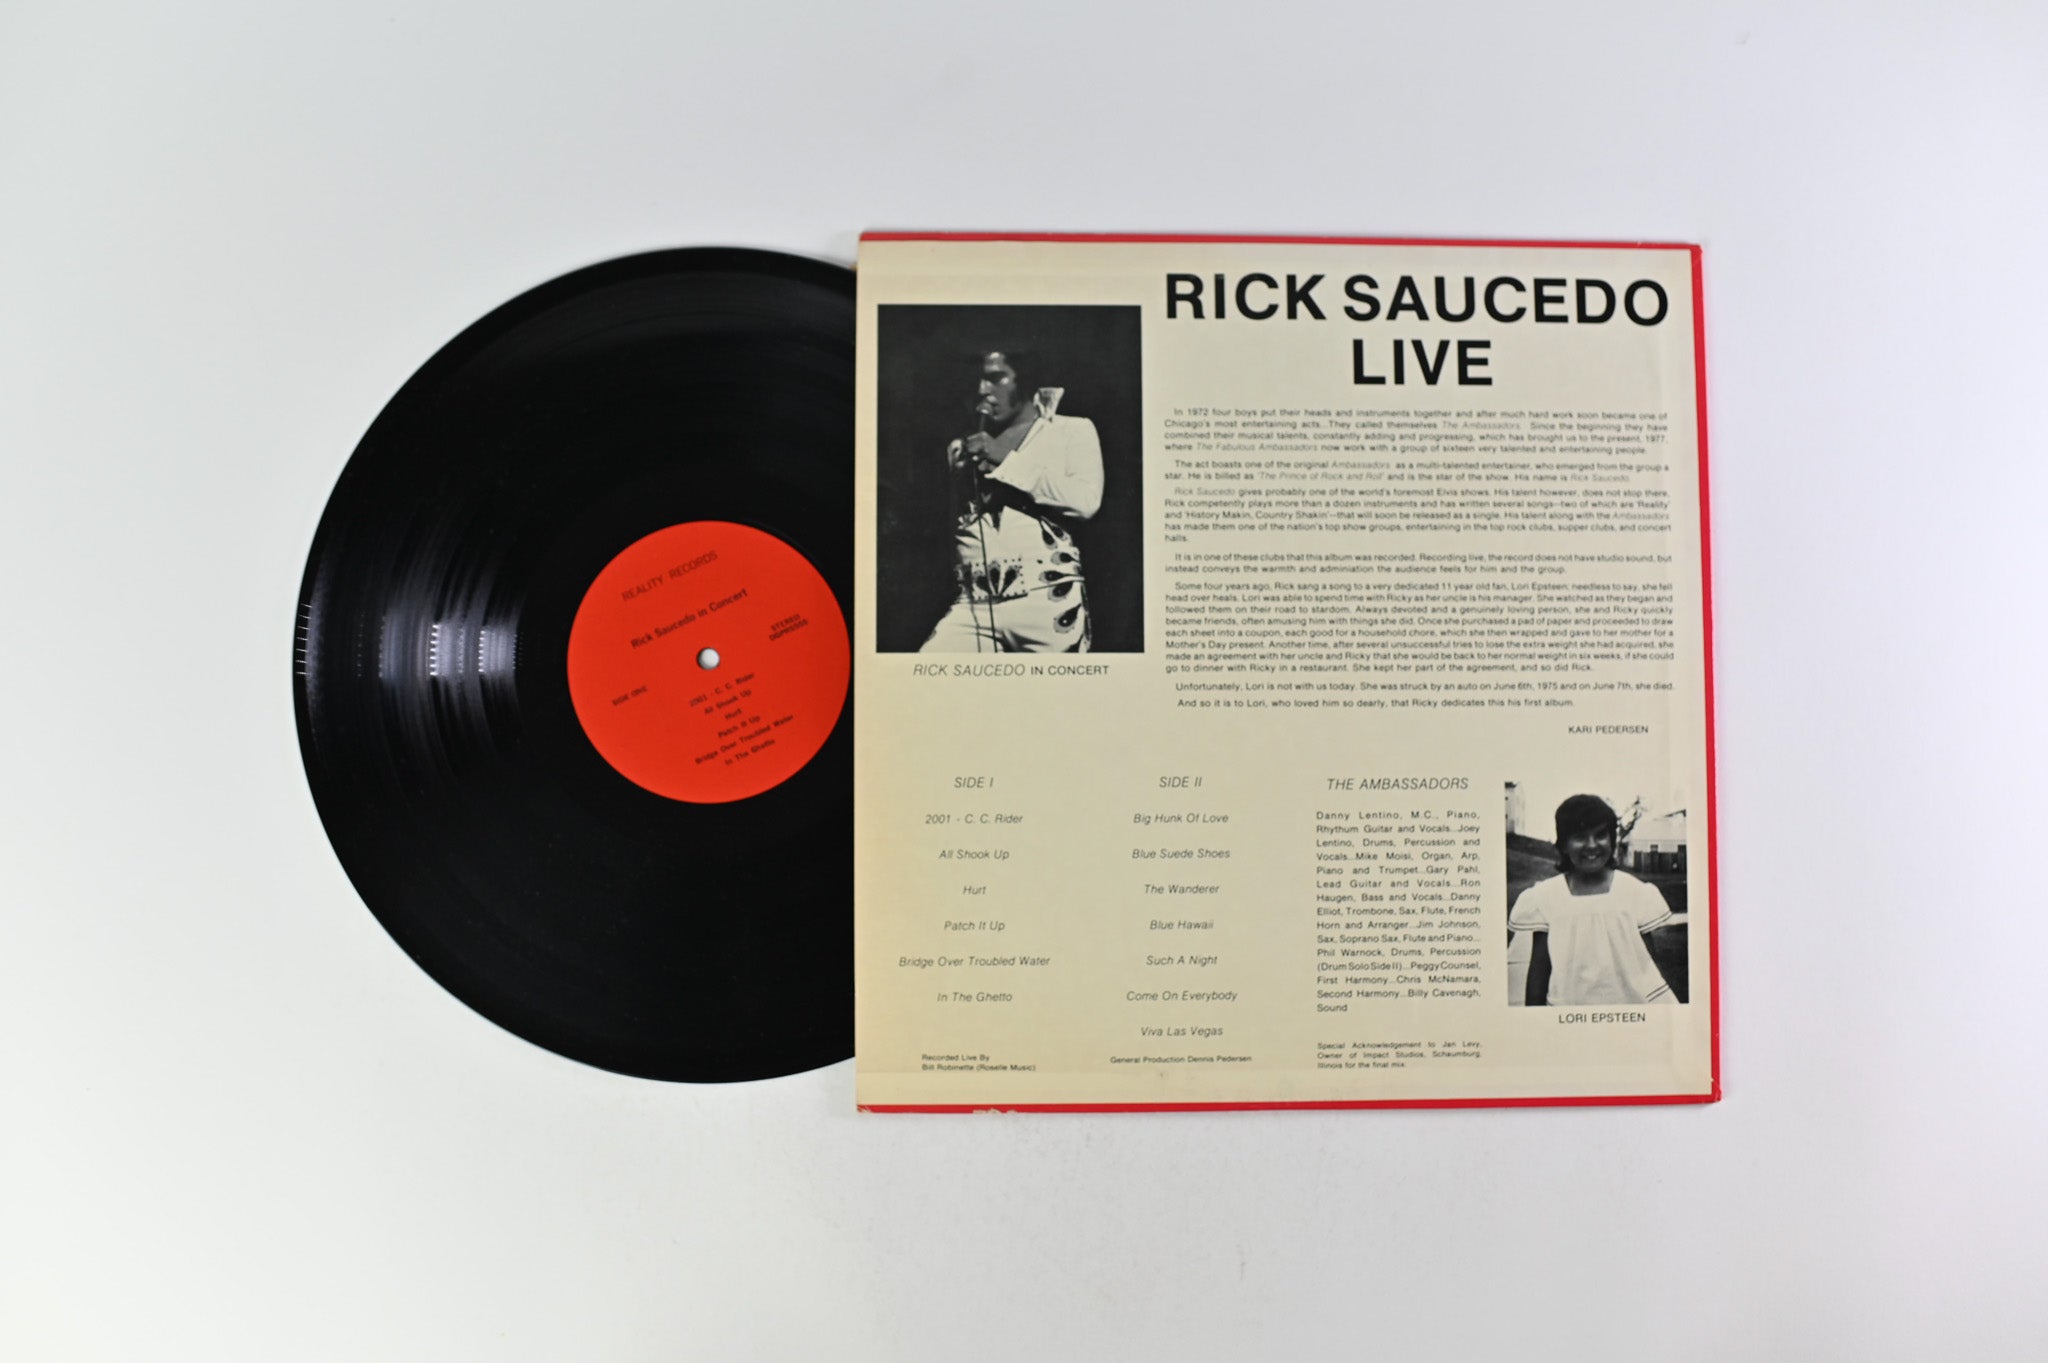 REALITY RECORDS
Rick Saucedo in Concert
STEREO
SIDE ONE
2001 - C. C. Rider
All Shook Up
Hurt
Patch It Up
Bridge Over Troubled Water
In The Ghetto
RICK SAUCEDO
LIVE
In 1972 four boys put their heads and instruments together and after much hard work soon became one of
Chicago's most entertaining acts...They called themselves The Ambassadors. Since the beginning they have
combined their musical talents, constantly adding and progressing, which has brought us to the present, 1977,
where The Fabulous Ambassadors now work with a group of sixteen very talented and entertaining people.
The act boasts one of the original Ambassadors as a multi-talented entertainer, who emerged from the group a
star. He is billed as 'The Prince of Rock and Roll' and is the star of the show. His name is Rick Saucedo.
Rick Saucedo gives probably one of the world's foremost Elvis shows. His talent however, does not stop there,
Rick competently plays more than a dozen instruments and has written several songs--two of which are 'Reality'
and 'History Makin, Country Shakin'--that will soon be released as a single. His talent along with the Ambassadors
has made them one of the nation's top show groups, entertaining in the top rock clubs, supper clubs, and concert
halls.
It is in one of these clubs that this album was recorded. Recording live, the record does not have studio sound, but
instead conveys the warmth and adminiation the audience feels for him and the group.
Some four years ago, Rick sang a song to a very dedicated 11 year old fan, Lori Epsteen; needless to say, she fell
head over heals. Lori was able to spend time with Ricky as her uncle is his manager. She watched as they began and
followed them on their road to stardom. Always devoted and a genuinely loving person, she and Ricky quickly
became friends, often amusing him with things she did. Once she purchased a pad of paper and proceeded to draw
each sheet into a coupon, each good for a household chore, which she then wrapped and gave to her mother for a
Mother's Day present. Another time, after several unsuccessful tries to lose the extra weight she had acquired, she
made an agreement with her uncle and Ricky that she would be back to her normal weight in six weeks, if she could
go to dinner with Ricky in a restaurant. She kept her part of the agreement, and so did Rick.
Unfortunately, Lori is not with us today. She was struck by an auto on June 6th, 1975 and on June 7th, she died.
And so it is to Lori, who loved him so dearly, that Ricky dedicates this his first album.
KARI PEDERSEN
RICK SAUCEDO IN CONCERT
SIDE I
2001 - C. C. Rider
All Shook Up
Hurt
Patch It Up
Bridge Over Troubled Water
In The Ghetto
Recorded Live By
Bill Robinette (Roselle Music)
SIDE II
Big Hunk Of Love
Blue Suede Shoes
The Wanderer
Blue Hawaii
Such A Night
Come On Everybody
Viva Las Vegas
General Production Dennis Pedersen
THE AMBASSADORS
Danny Lentino, M.C., Piano,
Rhythum Guitar and Vocals...Joey
Lentino, Drums, Percussion and
Vocals...Mike Moisi, Organ, Arp,
Piano and Trumpet...Gary Pahl,
Lead Guitar and Vocals...Ron
Haugen, Bass and Vocals...Danny
Elliot, Trombone, Sax, Flute, French
Horn and Arranger...Jim Johnson,
Sax, Soprano Sax, Flute and Piano...
Phil Warnock, Drums, Percussion
(Drum Solo Side II)...Peggy Counsel,
First Harmony...Chris McNamara,
Second Harmony...Billy Cavenagh,
Sound
Special Acknowledgement to Jan Levy,
Owner of Impact Studios, Schaumburg,
Illinois for the final mix.
LORI EPSTEEN